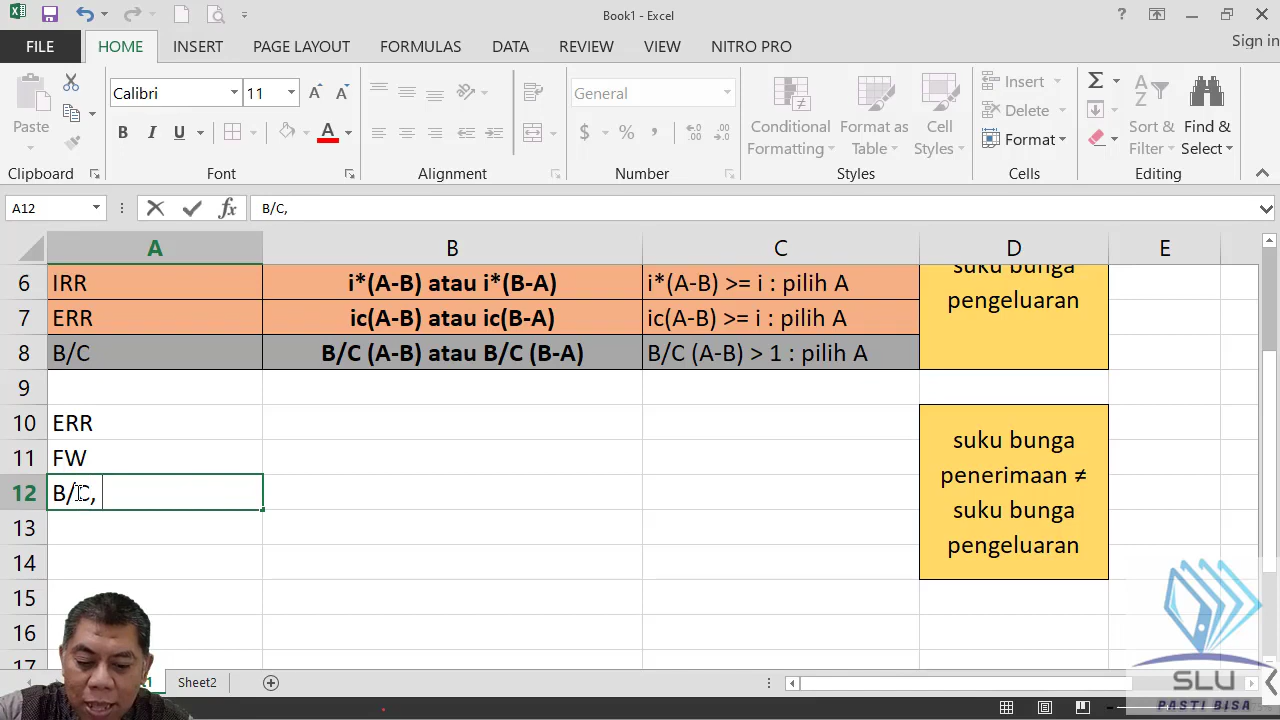 Book1 - Excel
?
Sign in
FILE
HOME
INSERT
PAGE LAYOUT
FORMULAS
DATA
REVIEW
VIEW
NITRO PRO
Paste
Clipboard
Calibri
11
A
A
B
I
U
A
Font
Alignment
General
$
%
,
Number
Conditional
Formatting
Format as
Table
Cell
Styles
Styles
Insert
Delete
Format
Cells
Σ
A
Z
Sort &
Filter
Find &
Select
Editing
A12
fx
B/C,
A
B
C
D
E
6
IRR
i*(A-B) atau i*(B-A)
i*(A-B) >= i : pilih A
suku bunga
pengeluaran
7
ERR
ic(A-B) atau ic(B-A)
ic(A-B) >= i : pilih A
8
B/C
B/C (A-B) atau B/C (B-A)
B/C (A-B) > 1 : pilih A
9
10
ERR
11
FW
12
B/C,
13
14
15
16
17
suku bunga
penerimaan ≠
suku bunga
pengeluaran
Sheet2
SLU
PASTI BISA